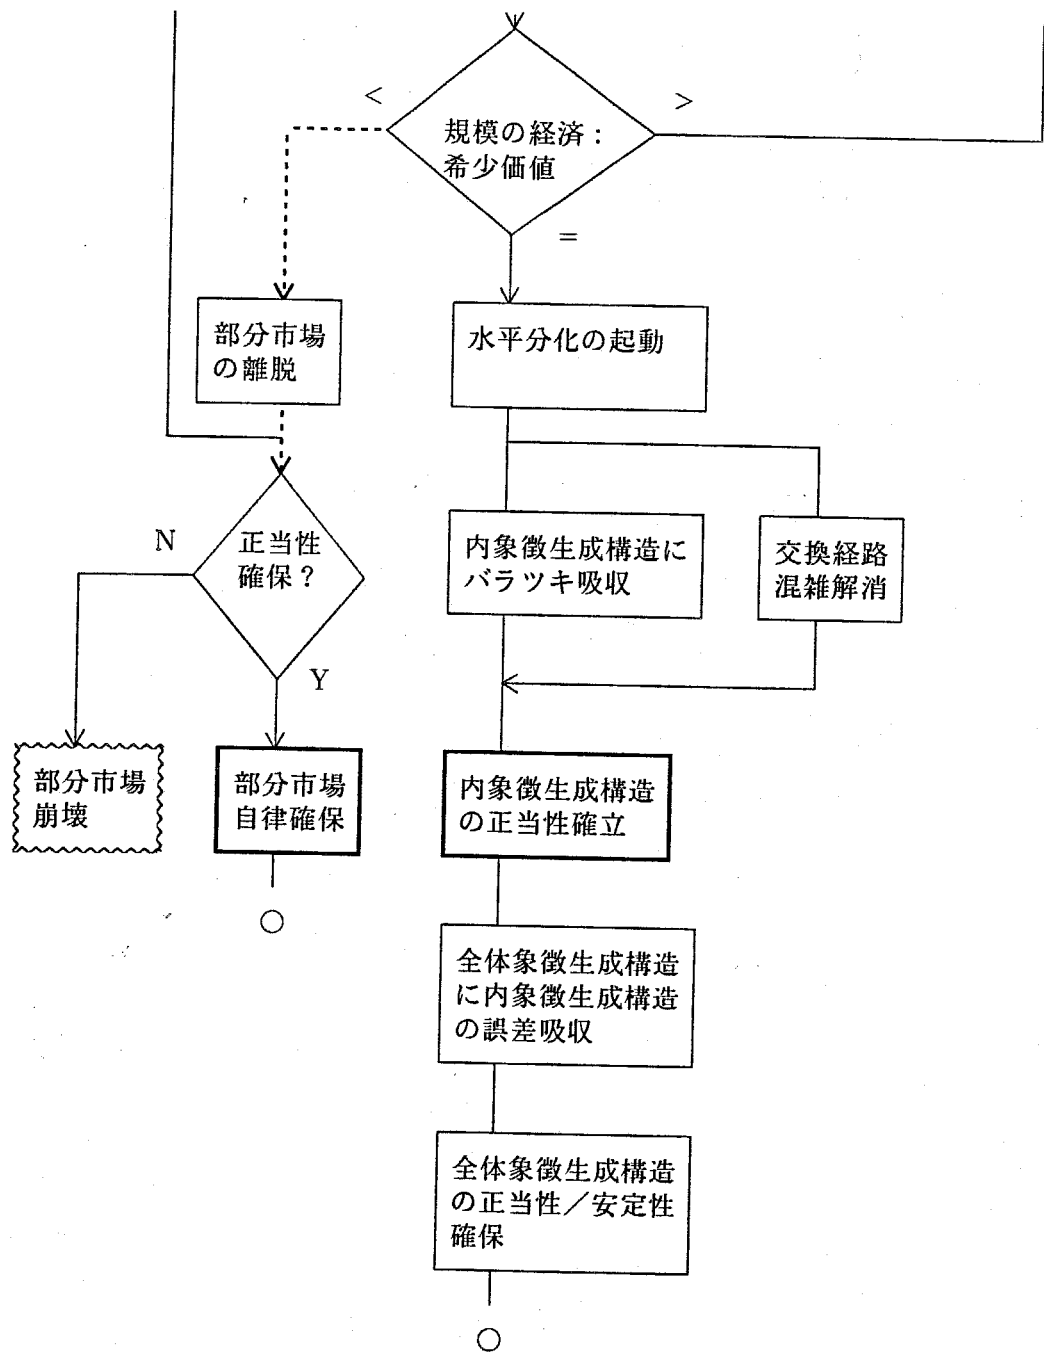 <
>
規模の経済：
希少価値
=
部分市場
の離脱
水平分化の起動
N
正当性
確保？
Y
内象徴生成構造に
バラツキ吸収
交換経路
混雑解消
部分市場
崩壊
部分市場
自律確保
内象徴生成構造
の正当性確立
全体象徴生成構造
に内象徴生成構造
の誤差吸収
全体象徴生成構造
の正当性／安定性
確保